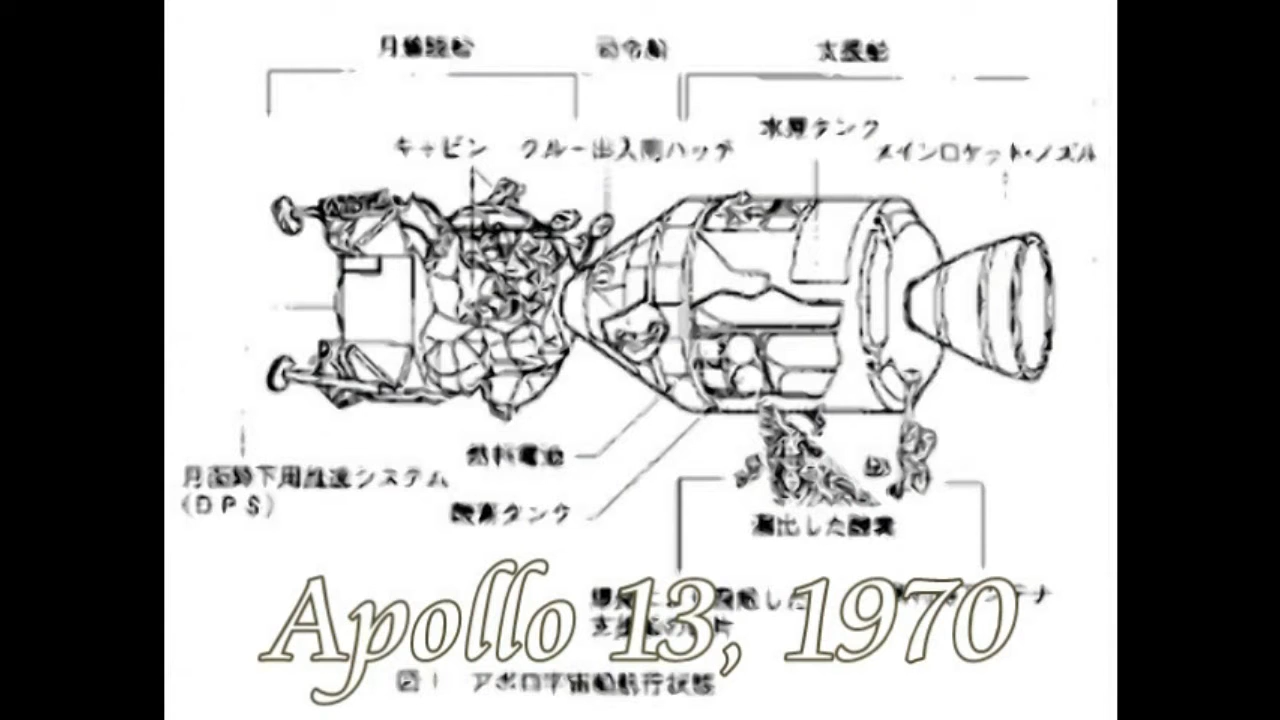 月着陸船 司令船 支援船
水素タンク
キャビン クルー出入用ハッチ メインロケット・ノズル
燃料電池
月面降下用推進システム
(DPS)
酸素タンク
漏出した酸素
Apollo 13, 1970
図1 アポロ宇宙船航行状態